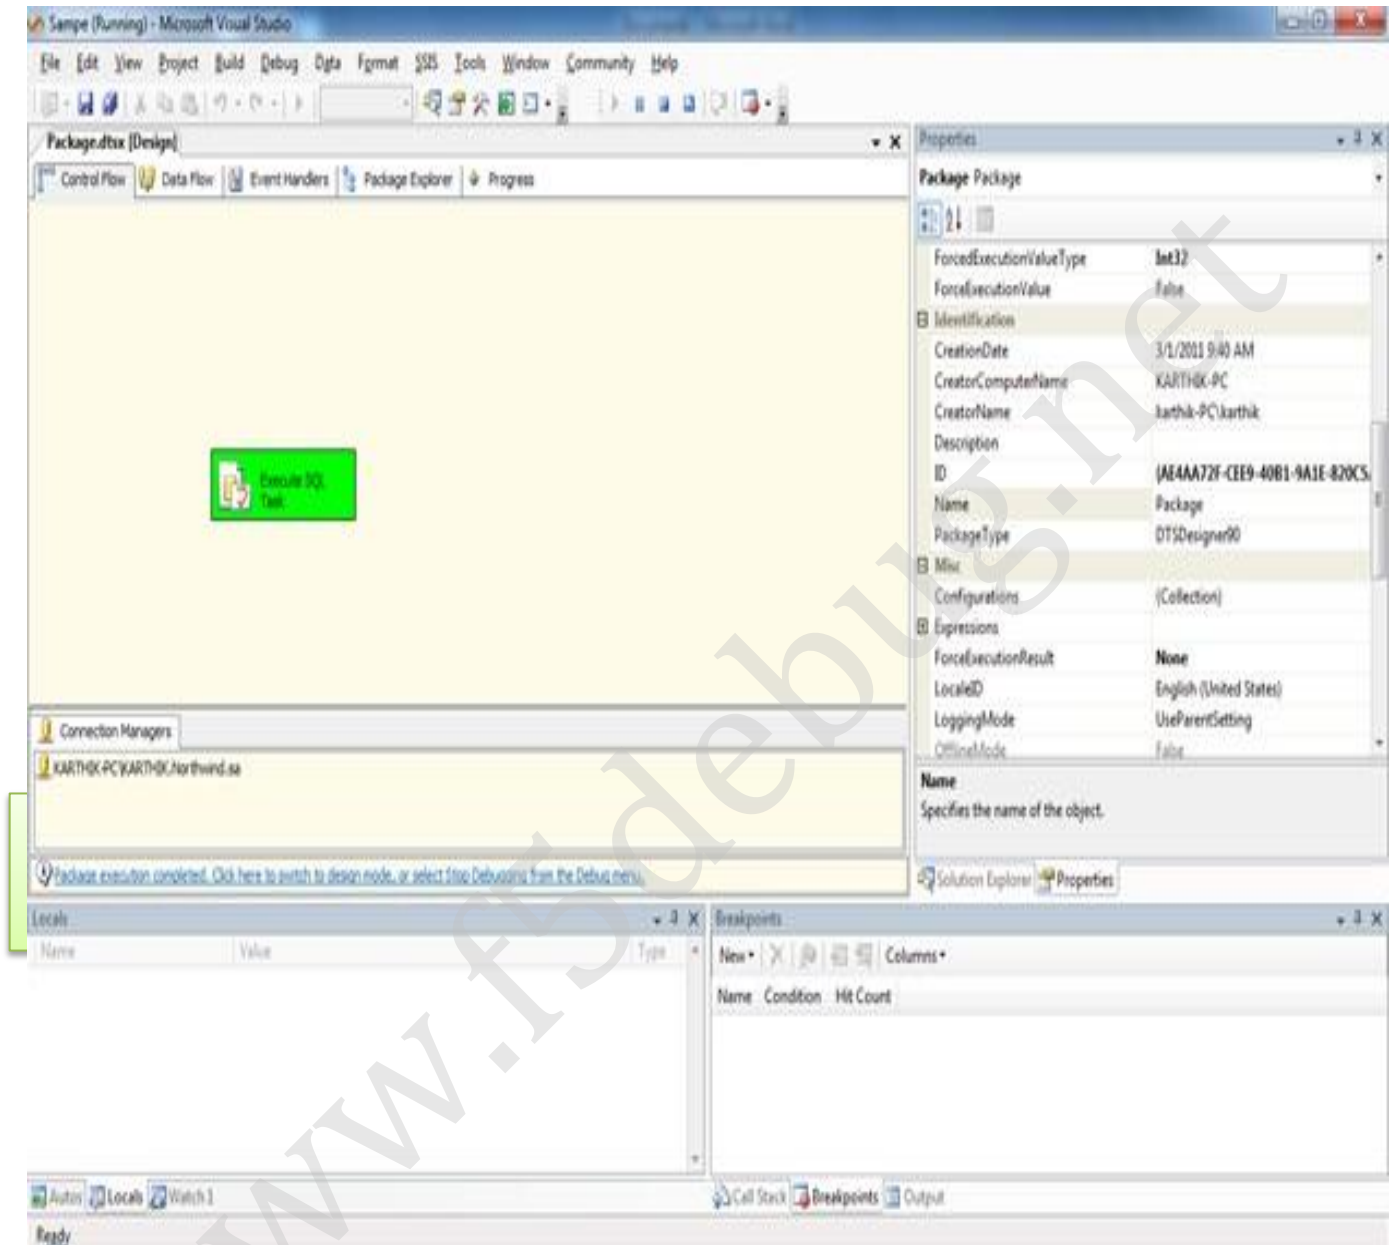 Sampe (Running) - Microsoft Visual Studio
File Edit View Project Build Debug Data Format SSIS Tools Window Community Help
Package.dtsx [Design]
Control Flow Data Flow Event Handlers Package Explorer Progress
Execute SQL
Task
Connection Managers
KARTHIK-PC\KARTHIK.Northwind.sa
Package execution completed. Click here to switch to design mode, or select Stop Debugging from the Debug menu.
Properties
Package Package
ForcedExecutionValueType Int32
ForceExecutionValue False
Identification
CreationDate 3/1/2011 9:40 AM
CreatorComputerName KARTHIK-PC
CreatorName karthik-PC\karthik
Description
ID {AE4AA72F-CEE9-40B1-9A1E-820C5
Name Package
PackageType DTSDesigner90
Misc
Configurations (Collection)
Expressions
ForceExecutionResult None
LocaleID English (United States)
LoggingMode UseParentSetting
OfflineMode False
Name
Specifies the name of the object.
Solution Explorer Properties
Locals
Name Value Type
Autos Locals Watch 1
Breakpoints
New Columns
Name Condition Hit Count
Call Stack Breakpoints Output
Ready
www.f5debug.net